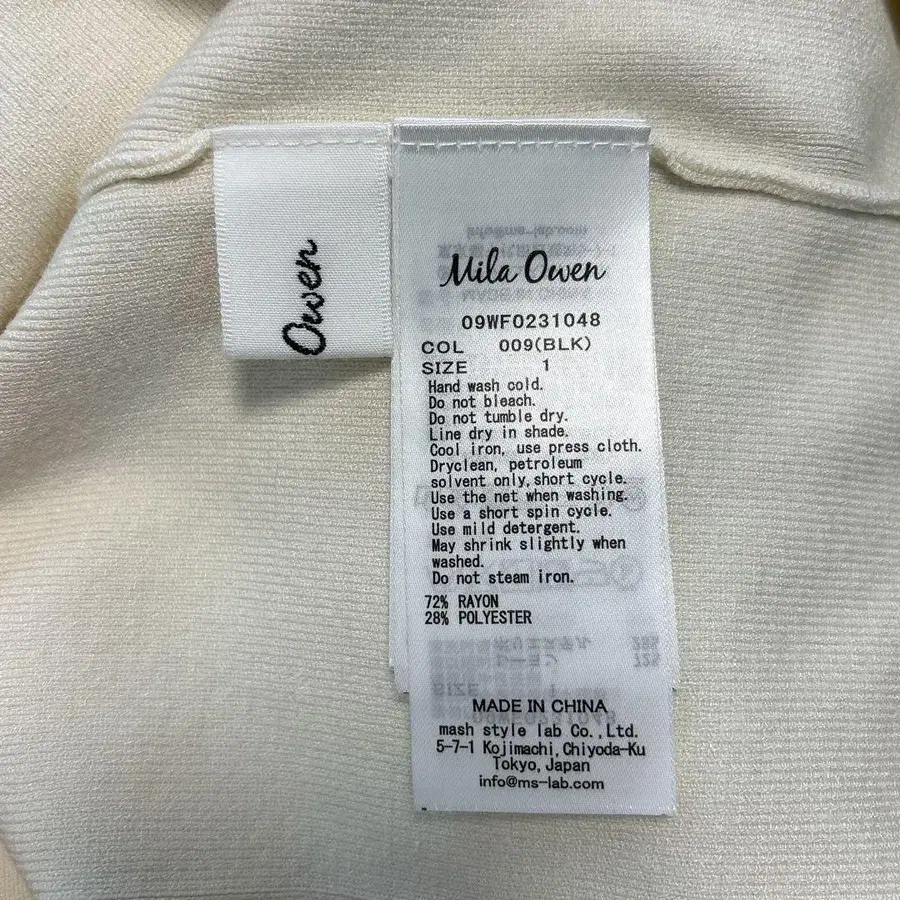 Owen
Mila Owen
09WF0231048
COL 009(BLK)
SIZE 1
Hand wash cold.
Do not bleach.
Do not tumble dry.
Line dry in shade.
Cool iron, use press cloth.
Dryclean, petroleum
solvent only, short cycle.
Use the net when washing.
Use a short spin cycle.
Use mild detergent.
May shrink slightly when
washed.
Do not steam iron.
72% RAYON
28% POLYESTER
MADE IN CHINA
mash style lab Co., Ltd.
5-7-1 Kojimachi, Chiyoda-Ku
Tokyo, Japan
info@ms-lab.com